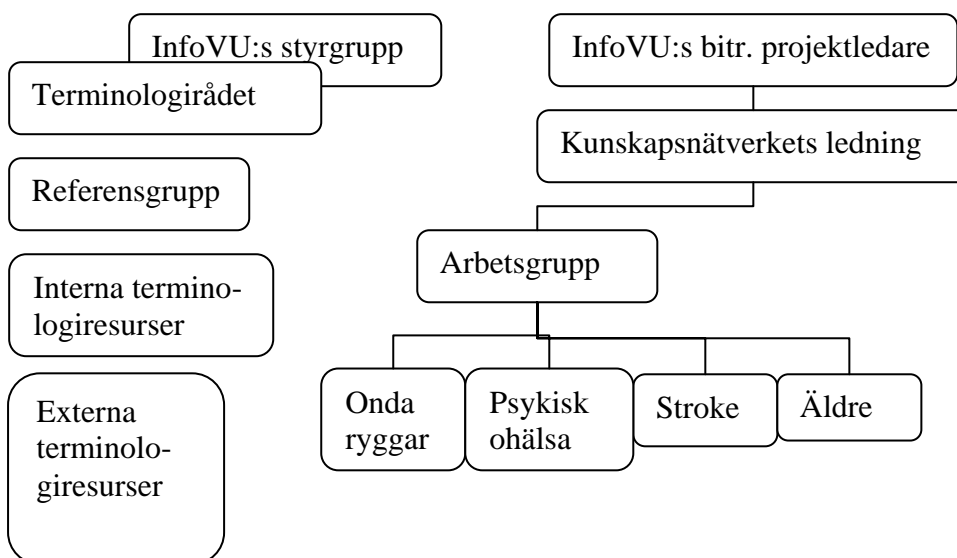 InfoVU:s styrgrupp
InfoVU:s bitr. projektledare
Terminologirådet
Kunskapsnätverkets ledning
Referensgrupp
Arbetsgrupp
Interna termino-
logiresurser
Onda
ryggar
Psykisk
ohälsa
Stroke
Äldre
Externa
terminolo-
giresurser